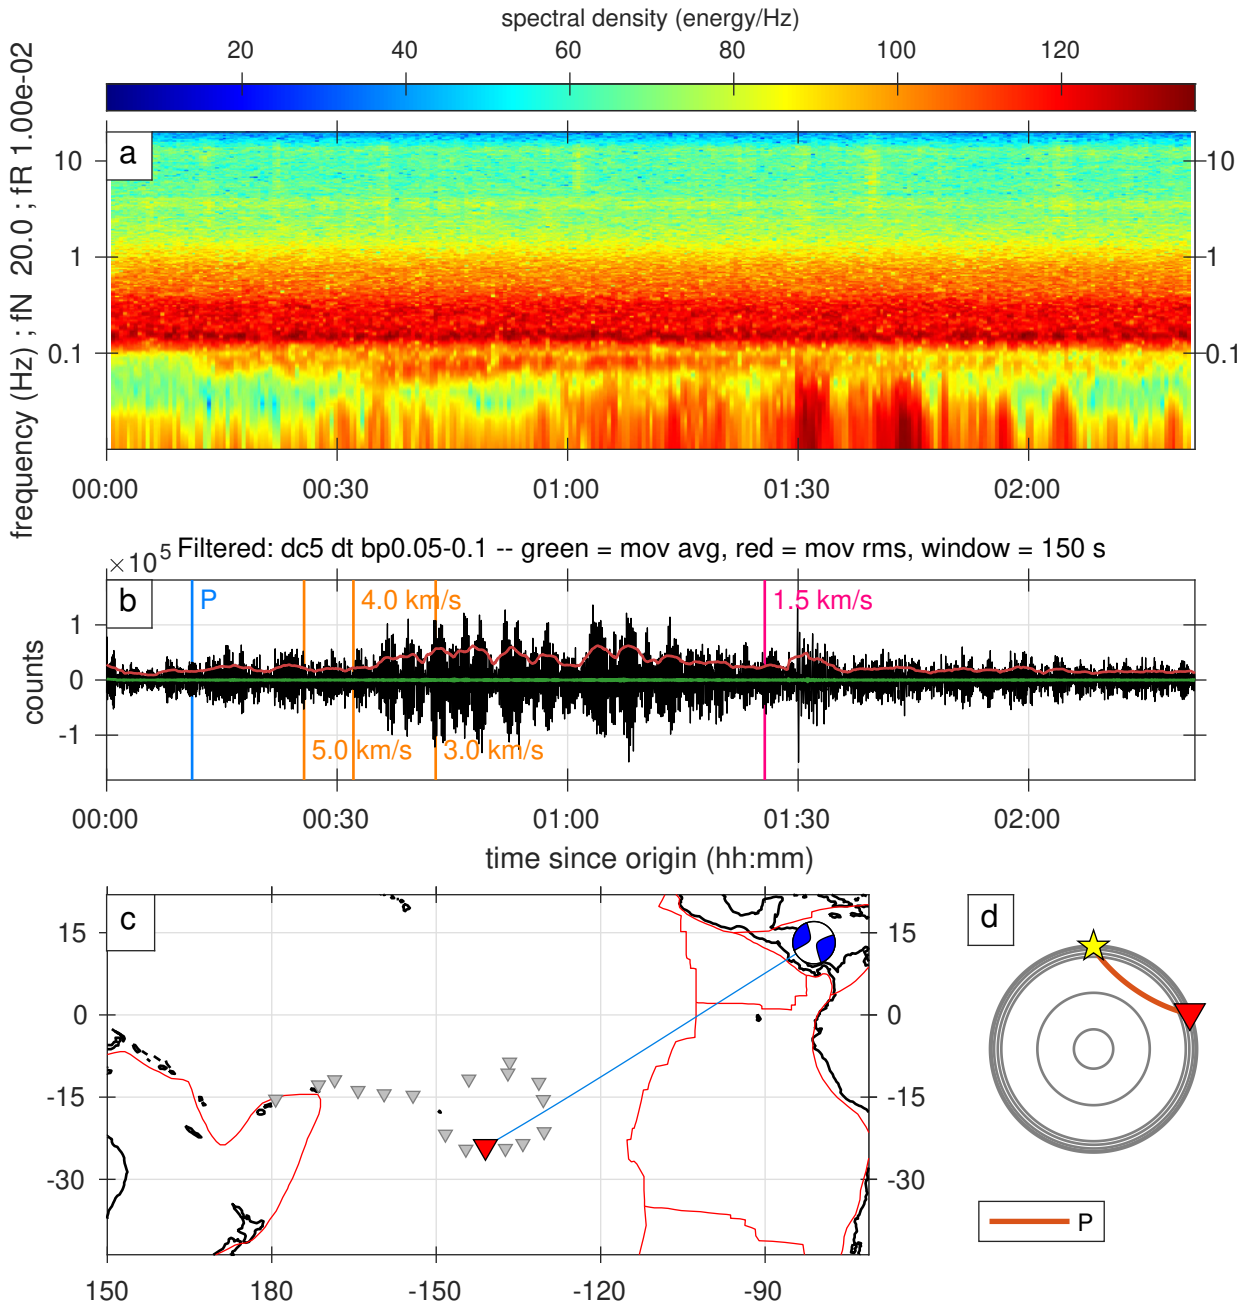 spectral density (energy/Hz)
20 40 60 80 100 120
a
frequency (Hz) ; fN 20.0 ; fR 1.00e-02
10 10
1 1
0.1 0.1
00:00 00:30 01:00 01:30 02:00
×10 5 Filtered: dc5 dt bp0.05-0.1 -- green = mov avg, red = mov rms, window = 150 s
b
P
4.0 km/s
1.5 km/s
counts
1
0
-1
5.0 km/s
3.0 km/s
00:00 00:30 01:00 01:30 02:00
time since origin (hh:mm)
c
d
15 15
0 0
-15 -15
-30 -30
150 180 -150 -120 -90
P